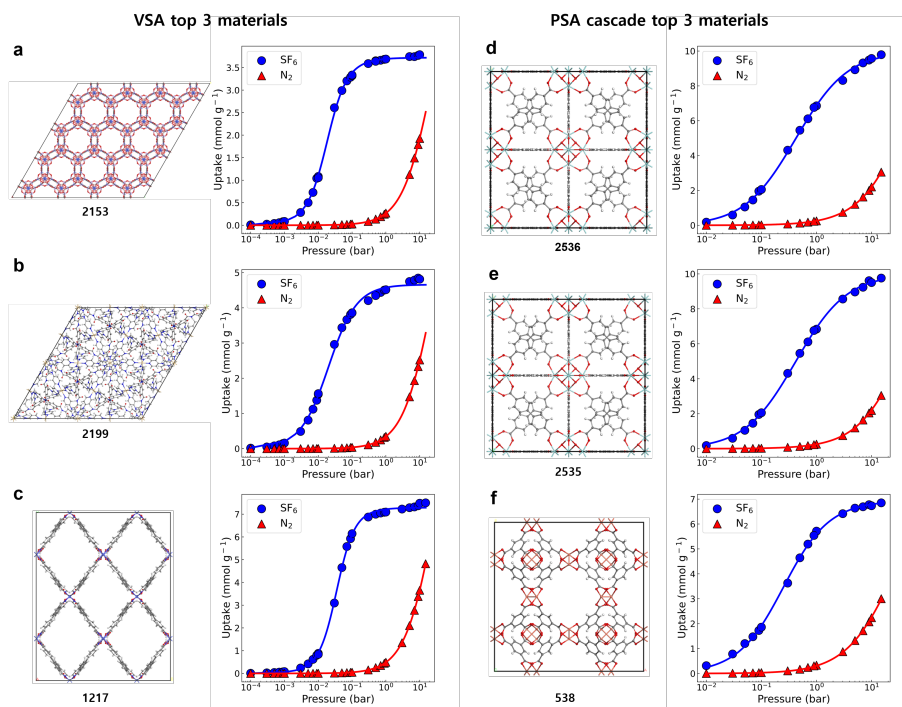 VSA top 3 materials
PSA cascade top 3 materials
a
2153
SF6
N2
Uptake (mmol g⁻¹)
0.0
0.5
1.0
1.5
2.0
2.5
3.0
3.5
10⁻⁴
10⁻³
10⁻²
10⁻¹
10⁰
10¹
Pressure (bar)
b
2199
SF6
N2
Uptake (mmol g⁻¹)
0
1
2
3
4
5
10⁻⁴
10⁻³
10⁻²
10⁻¹
10⁰
10¹
Pressure (bar)
c
1217
SF6
N2
Uptake (mmol g⁻¹)
0
1
2
3
4
5
6
7
10⁻⁴
10⁻³
10⁻²
10⁻¹
10⁰
10¹
Pressure (bar)
d
2536
SF6
N2
Uptake (mmol g⁻¹)
0
2
4
6
8
10
10⁻²
10⁻¹
10⁰
10¹
Pressure (bar)
e
2535
SF6
N2
Uptake (mmol g⁻¹)
0
2
4
6
8
10
10⁻²
10⁻¹
10⁰
10¹
Pressure (bar)
f
538
SF6
N2
Uptake (mmol g⁻¹)
0
1
2
3
4
5
6
7
10⁻²
10⁻¹
10⁰
10¹
Pressure (bar)